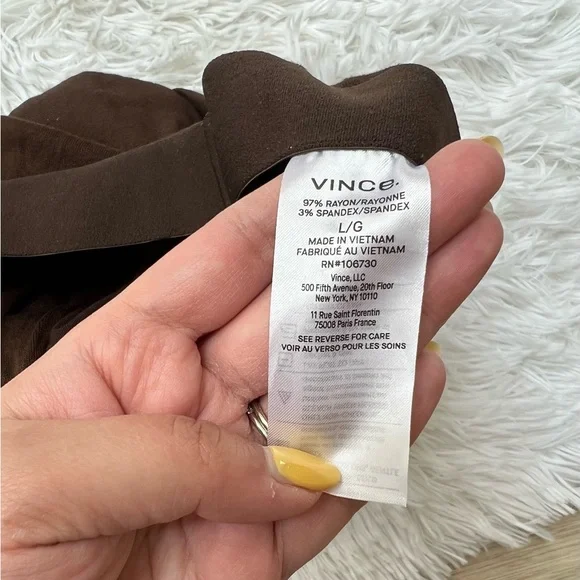 VINCE.
97% RAYON/RAYONNE
3% SPANDEX/SPANDEX
L/G
MADE IN VIETNAM
FABRIQUÉ AU VIETNAM
RN#106730
Vince, LLC
500 Fifth Avenue, 20th Floor
New York, NY 10110
11 Rue Saint Florentin
75008 Paris France
SEE REVERSE FOR CARE
VOIR AU VERSO POUR LES SOINS